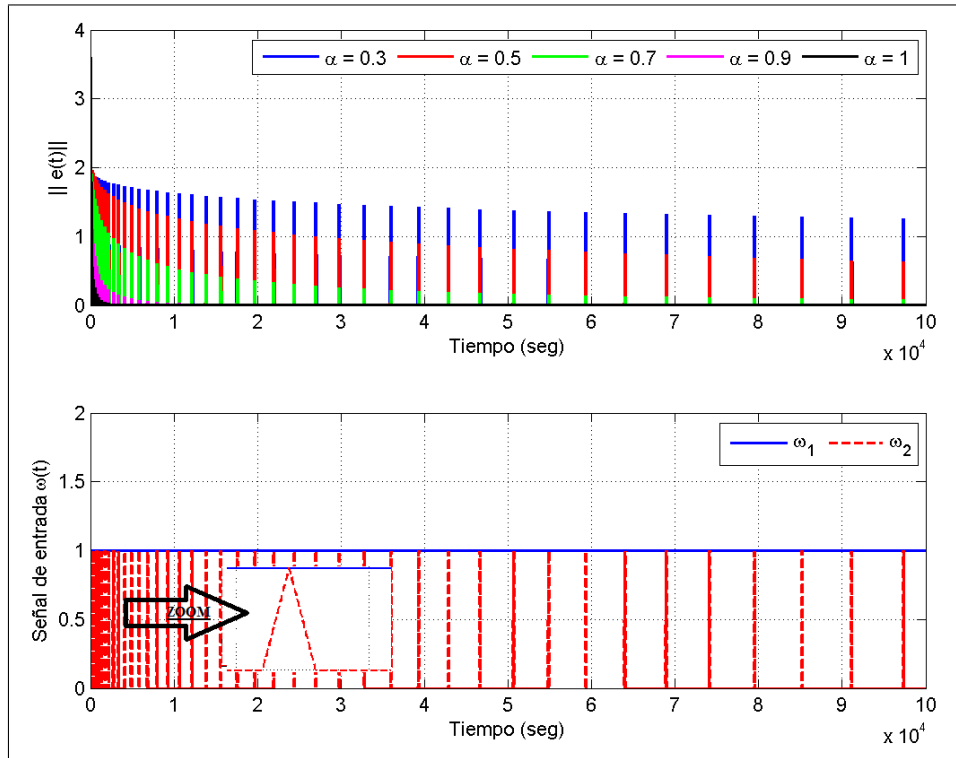 4
α = 0.3 α = 0.5 α = 0.7 α = 0.9 α = 1
3
2
1
0
|| e(t)||
0 1 2 3 4 5 6 7 8 9 10
Tiempo (seg)
x 10^4
2
ω_1 ω_2
1.5
1
0.5
0
Señal de entrada ω(t)
ZOOM
0 1 2 3 4 5 6 7 8 9 10
Tiempo (seg)
x 10^4